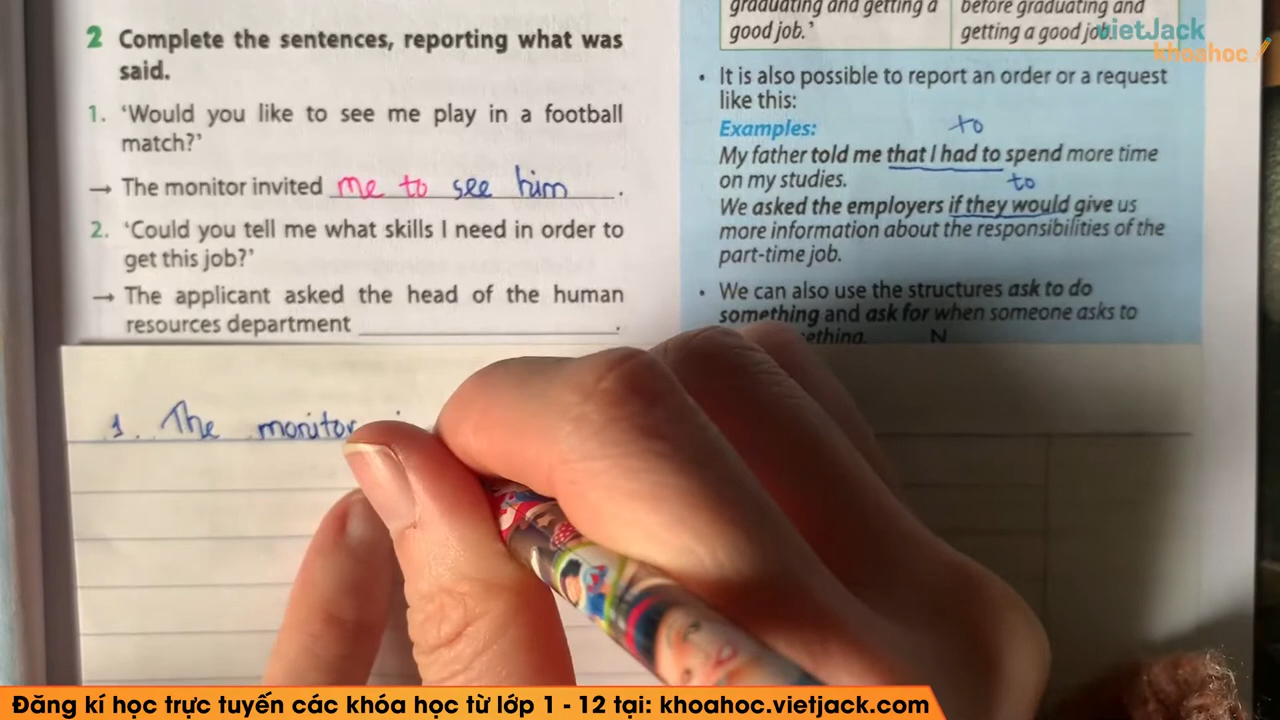 2 Complete the sentences, reporting what was
said.
1. ‘Would you like to see me play in a football
match?’
→ The monitor invited me to see him .
2. ‘Could you tell me what skills I need in order to
get this job?’
→ The applicant asked the head of the human
resources department ____________.
1. The monitor
graduating and getting a
good job.’
before graduating and
getting a good job.
vietJack
khoahoc
• It is also possible to report an order or a request
like this:
Examples:
to
My father told me that I had to spend more time
on my studies.
to
We asked the employers if they would give us
more information about the responsibilities of the
part-time job.
• We can also use the structures ask to do
something and ask for when someone asks to
N
Đăng kí học trực tuyến các khóa học từ lớp 1 - 12 tại: khoahoc.vietjack.com